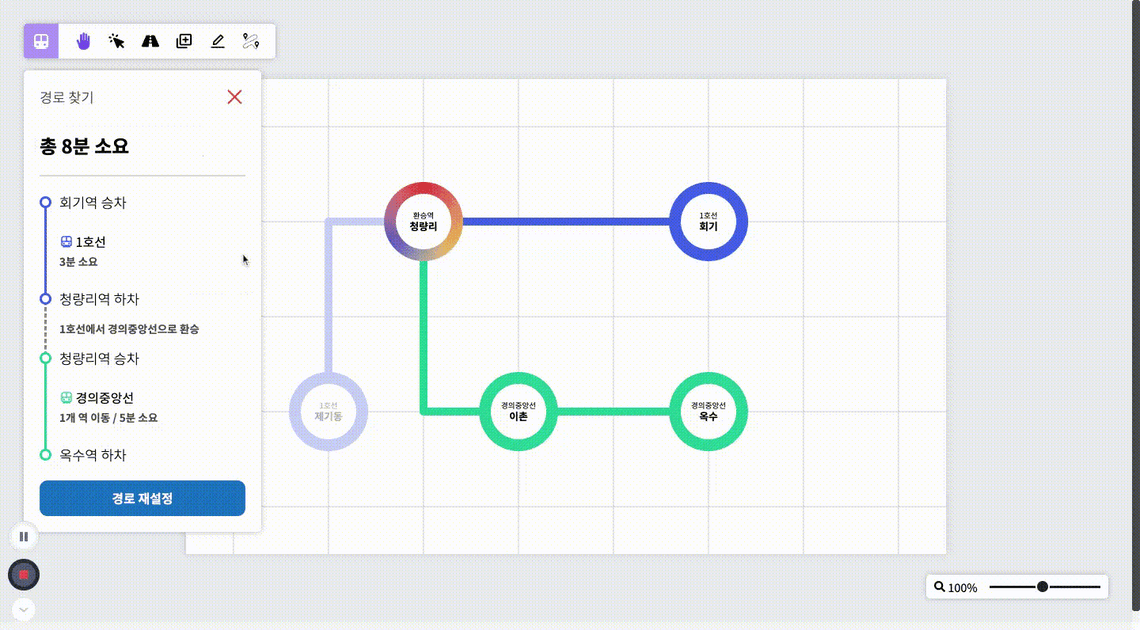 경로 찾기
총 8분 소요
회기역 승차
1호선
3분 소요
청량리역 하차
1호선에서 경의중앙선으로 환승
청량리역 승차
경의중앙선
1개 역 이동 / 5분 소요
옥수역 하차
경로 재설정
환승역
청량리
1호선
회기
1호선
제기동
경의중앙선
이촌
경의중앙선
옥수
100%